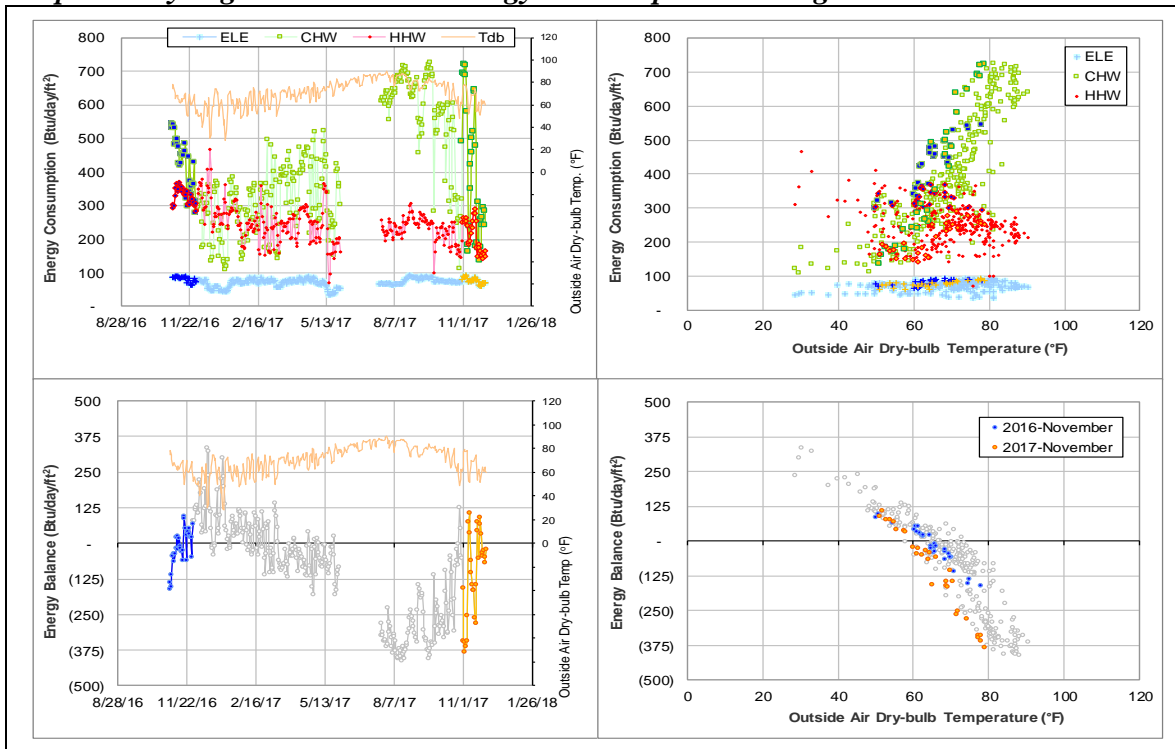 ELE CHW HHW Tdb
800
700
600
500
400
300
200
100
-
120
100
80
60
40
20
0
Energy Consumption (Btu/day/ft²)
Outside Air Dry-bulb Temp. (°F)
8/28/16 11/22/16 2/16/17 5/13/17 8/7/17 11/1/17 1/26/18
ELE
CHW
HHW
800
700
600
500
400
300
200
100
-
Energy Consumption (Btu/day/ft²)
0 20 40 60 80 100 120
Outside Air Dry-bulb Temperature (°F)
500
375
250
125
-
(125)
(250)
(375)
(500)
120
100
80
60
40
20
0
Energy Balance (Btu/day/ft²)
Outside Air Dry-bulb Temp (°F)
8/28/16 11/22/16 2/16/17 5/13/17 8/7/17 11/1/17 1/26/18
2016-November
2017-November
500
375
250
125
-
(125)
(250)
(375)
(500)
Energy Balance (Btu/day/ft²)
0 20 40 60 80 100 120
Outside Air Dry-bulb Temperature (°F)